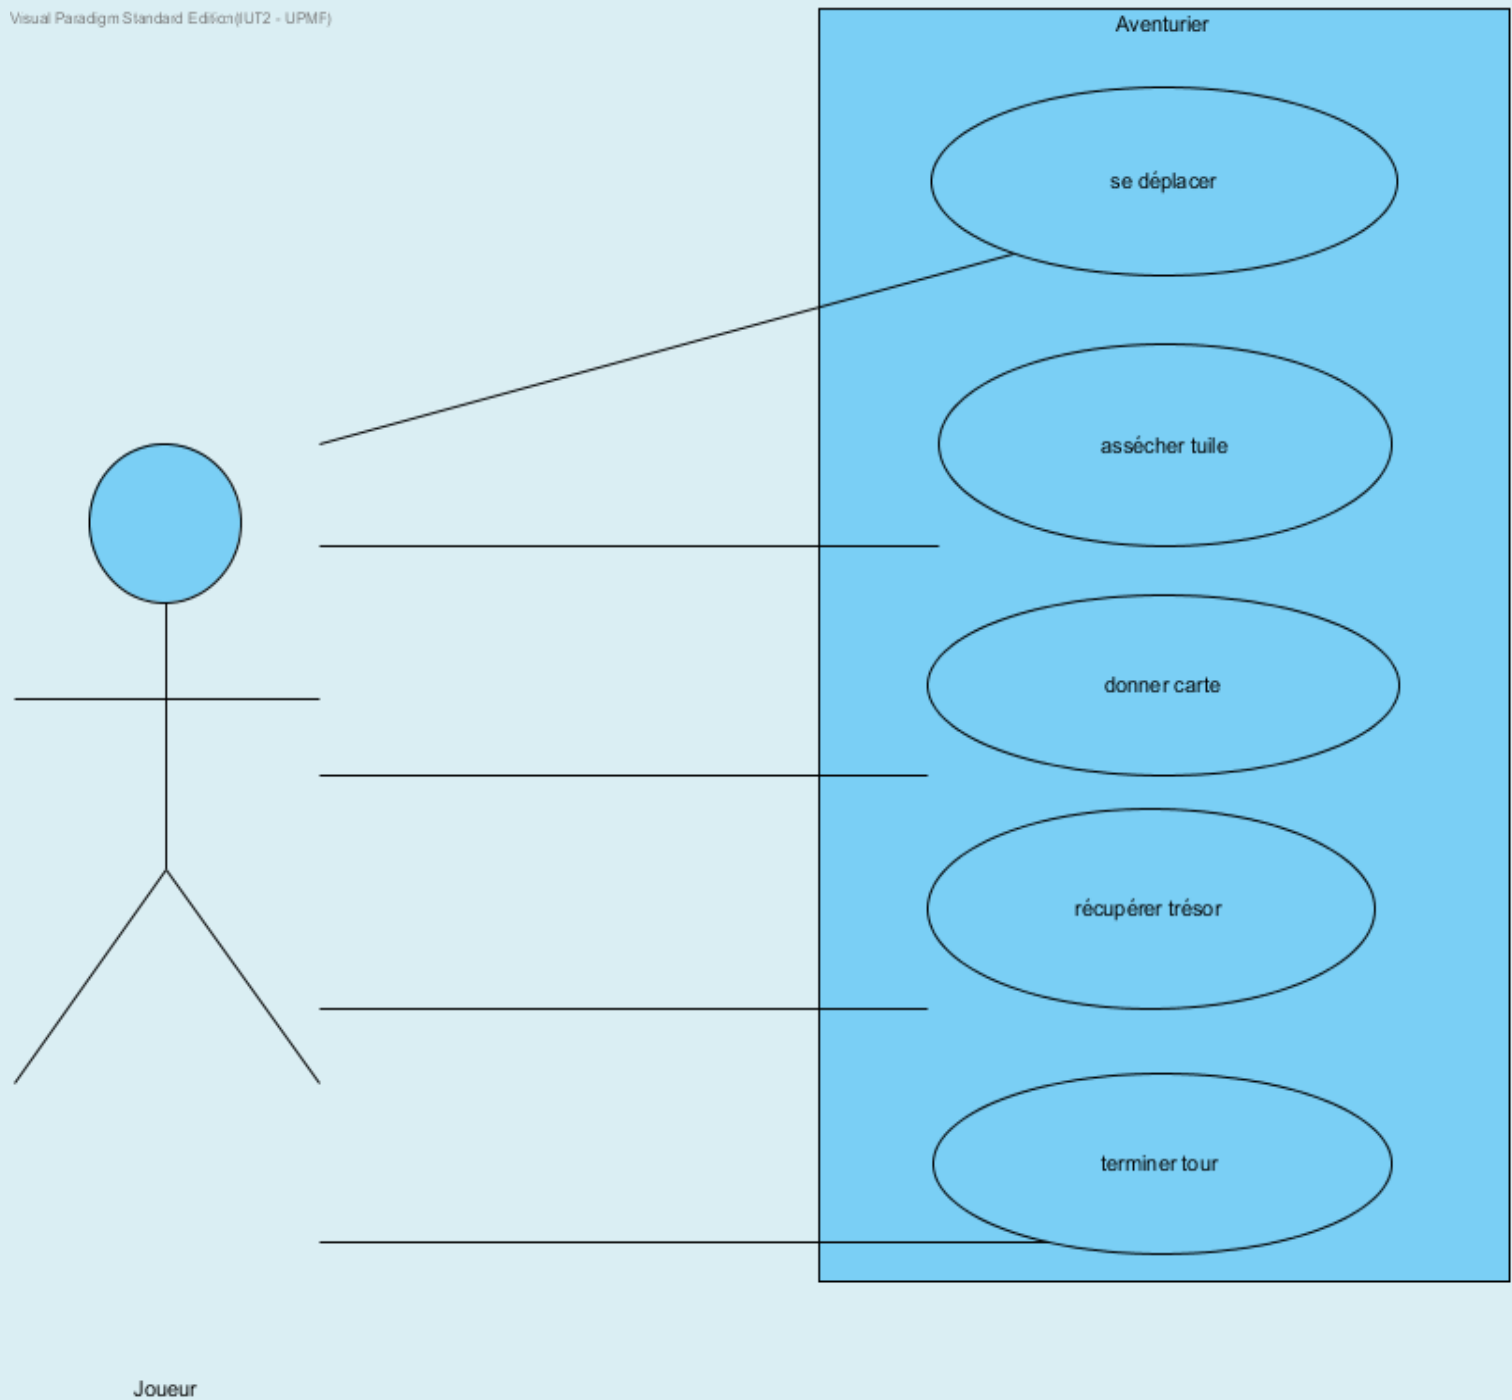 Visual Paradigm Standard Edition(IUT2 - UPMF)
Aventurier
se déplacer
assécher tuile
donner carte
récupérer trésor
terminer tour
Joueur